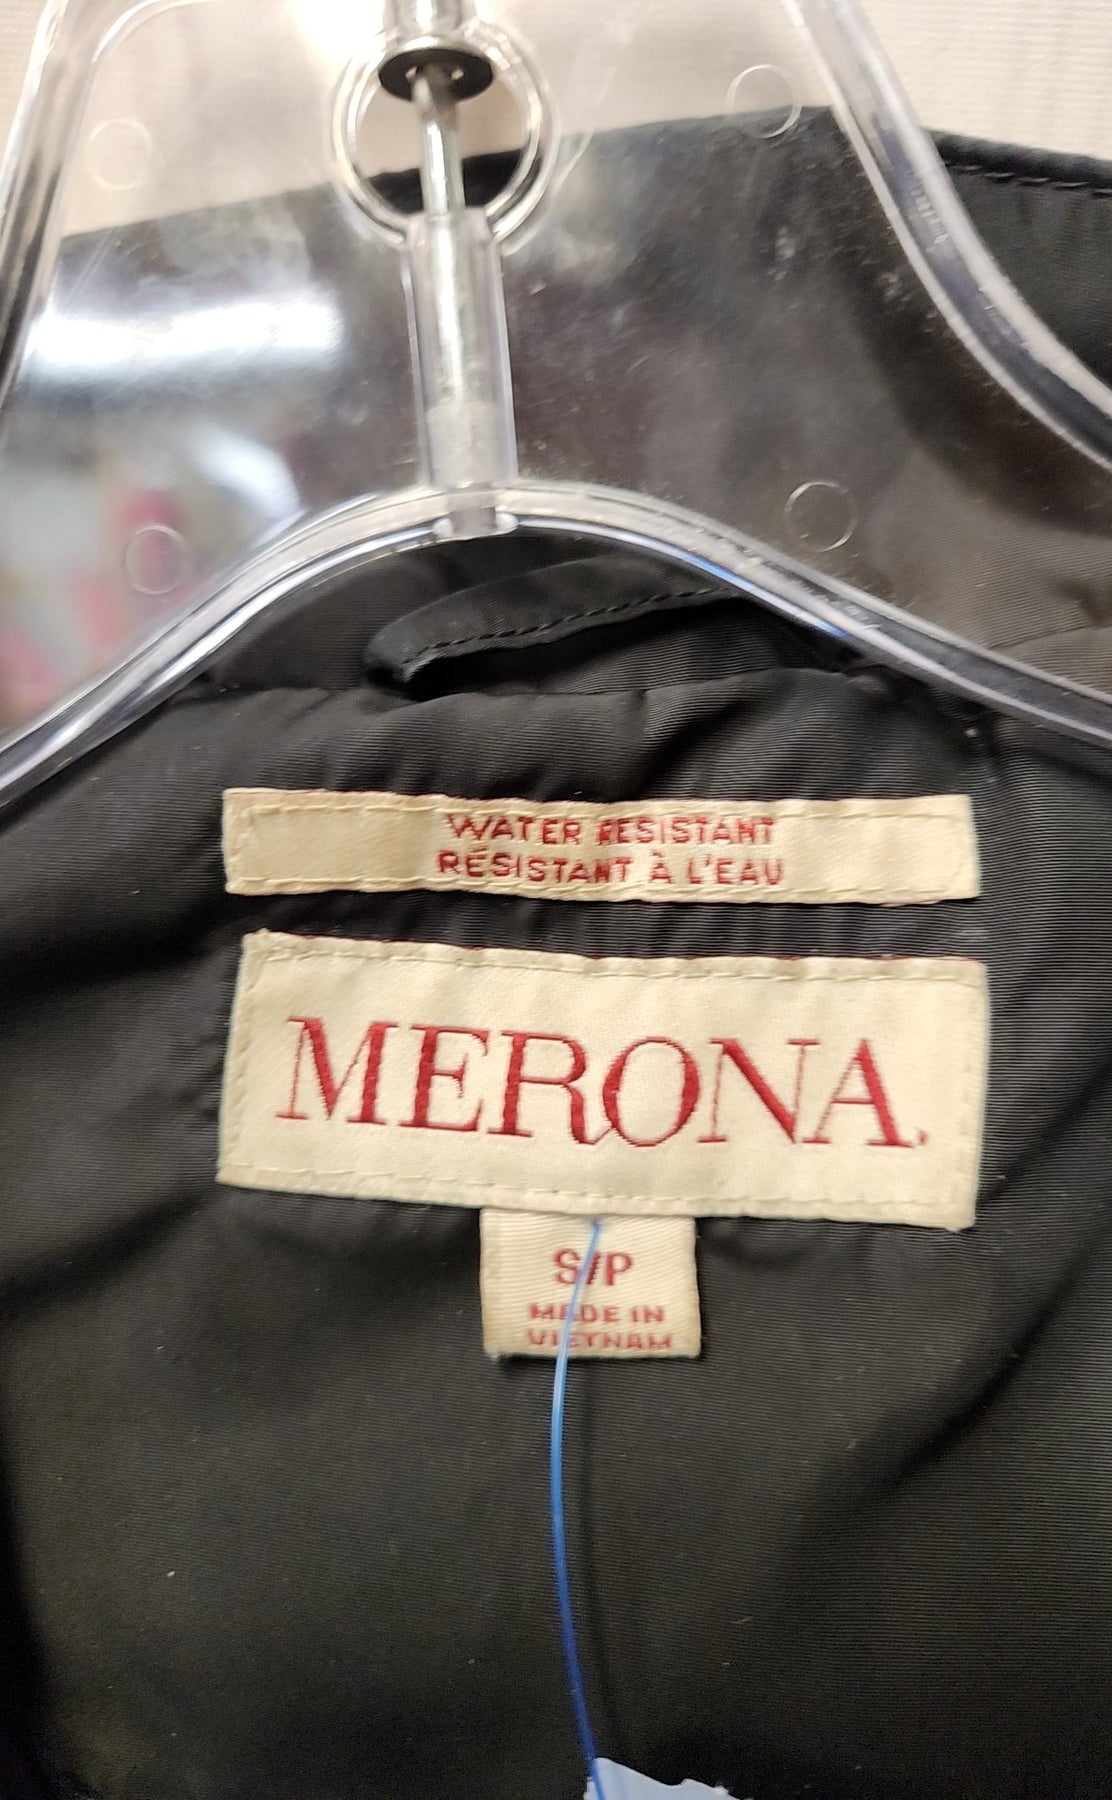 WATER RESISTANT
RÉSISTANT À L'EAU
MERONA
S/P
MADE IN
VIETNAM